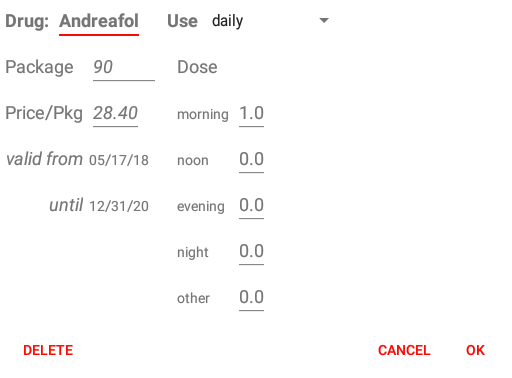 Drug: Andreafol Use daily
Package 90 Dose
Price/Pkg 28.40 morning 1.0
valid from 05/17/18 noon 0.0
until 12/31/20 evening 0.0
night 0.0
other 0.0
DELETE CANCEL OK